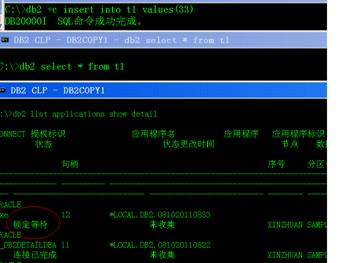 C:\>db2 +c insert into t1 values(33)
DB20000I SQL命令成功完成。
DB2 CLP - DB2COPY1 - db2 select * from t1
C:\>db2 select * from t1
DB2 CLP - DB2COPY1
:\>db2 list applications show detail
ONNECT 授权标识 应用程序名 应用程序 应用程序标识
状态 状态更改时间 节点 数
句柄 序号 分区
RACLE
xe 12 *LOCAL.DB2.081020110833
锁定等待 未收集 XINZHUAN SAMP
RACLE
_DB2DETAILDEA 11 *LOCAL.DB2.081020110822
连接已完成 未收集 XINZHUAN SAMP